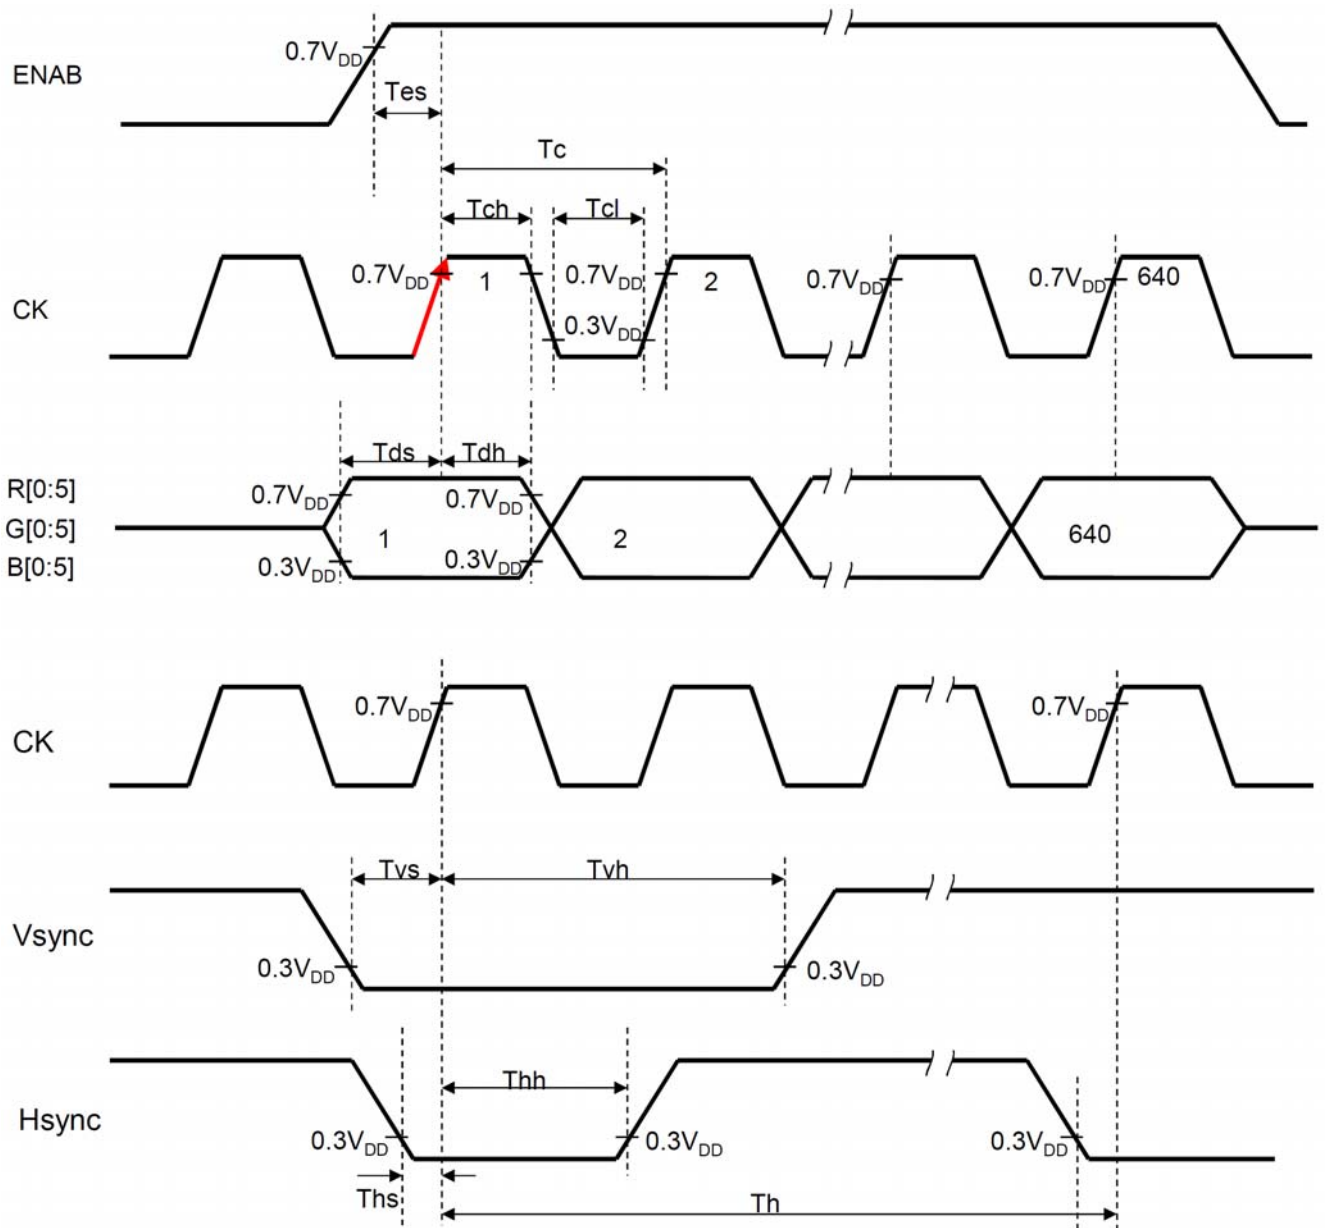 0.7VDD
ENAB
Tes
Tc
Tch
Tcl
0.7VDD
1
0.7VDD
2
0.7VDD
0.7VDD
640
CK
0.3VDD
Tds
Tdh
R[0:5]
0.7VDD
0.7VDD
G[0:5]
1
2
640
B[0:5]
0.3VDD
0.3VDD
0.7VDD
0.7VDD
CK
Tvs
Tvh
Vsync
0.3VDD
0.3VDD
Thh
Hsync
0.3VDD
0.3VDD
0.3VDD
Ths
Th